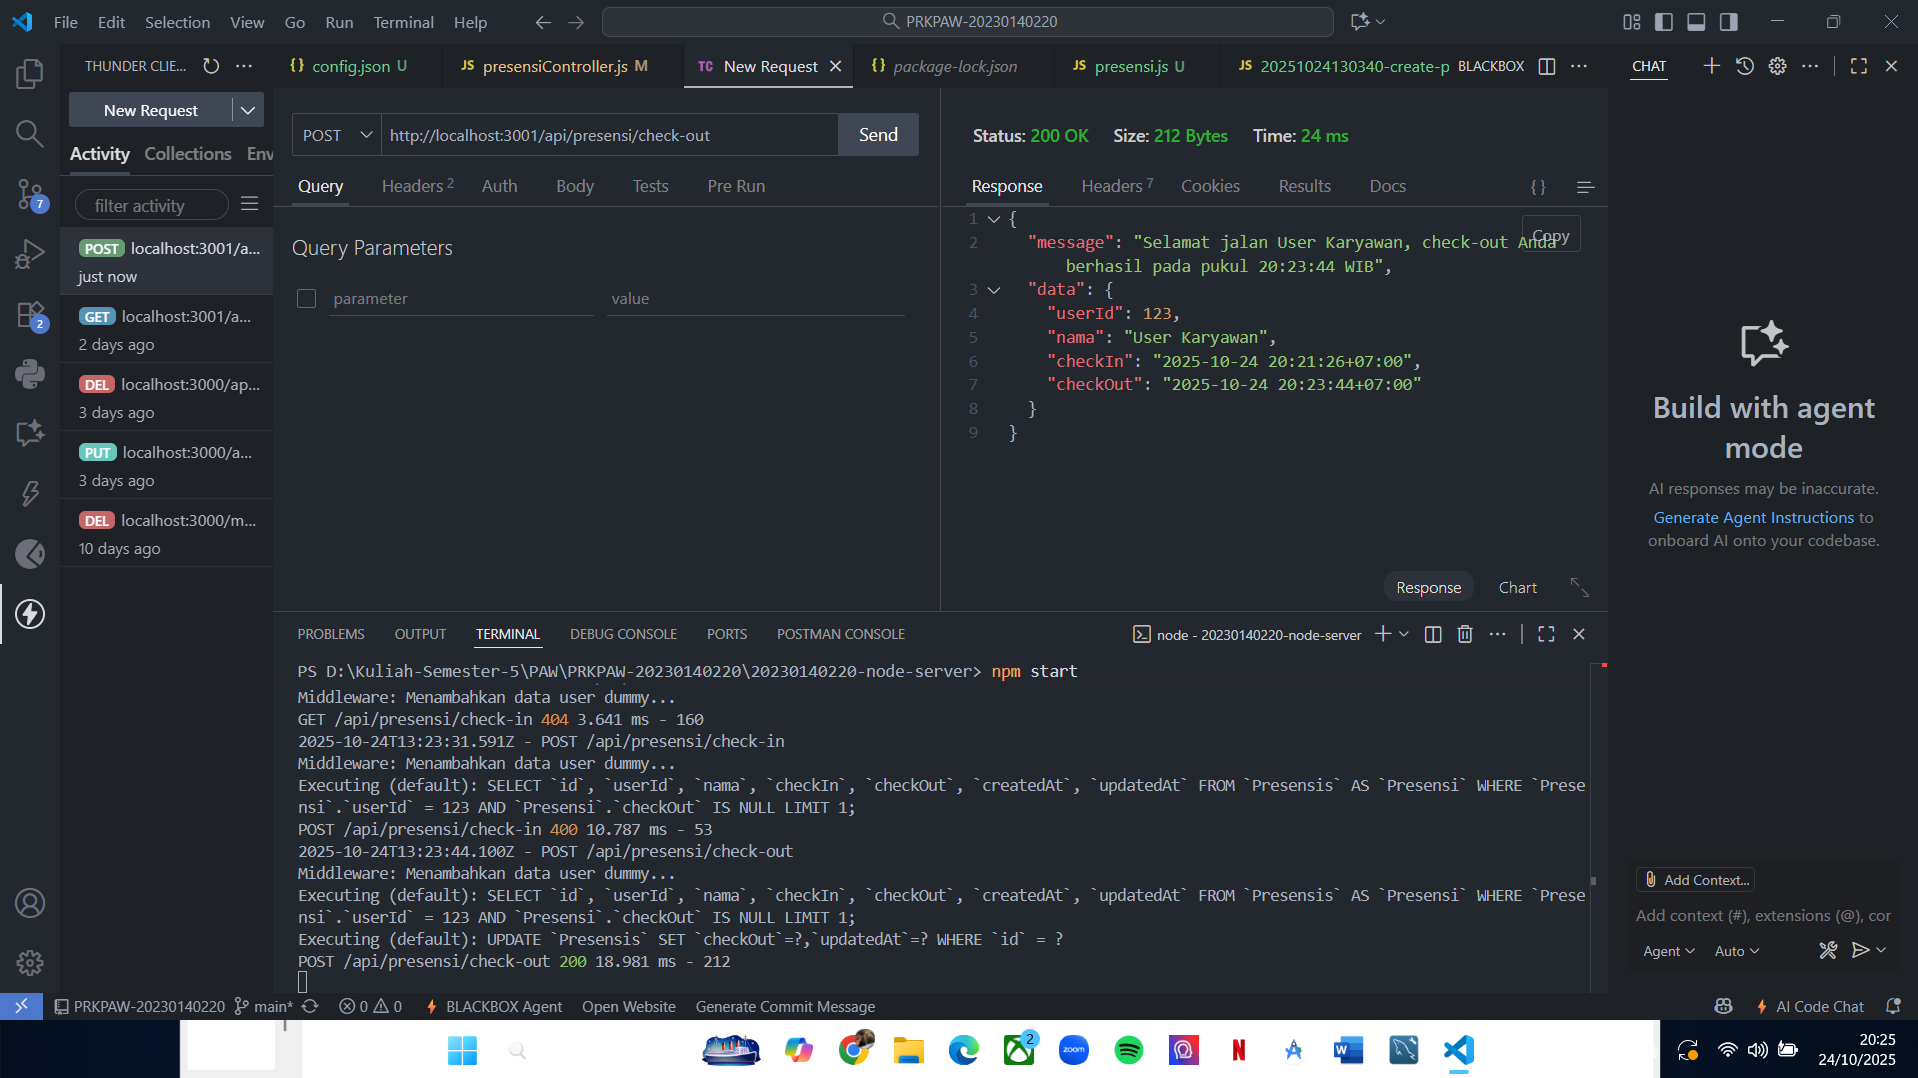 File Edit Selection View Go Run Terminal Help
PRKPAW-20230140220
THUNDER CLIE...
{} config.json U
JS presensiController.js M
TC New Request
{} package-lock.json
JS presensi.js U
JS 20251024130340-create-p
BLACKBOX
CHAT
New Request
Activity Collections Env
filter activity
POST localhost:3001/a...
just now
GET localhost:3001/a...
2 days ago
DEL localhost:3000/ap...
3 days ago
PUT localhost:3000/a...
3 days ago
DEL localhost:3000/m...
10 days ago
7
2
POST http://localhost:3001/api/presensi/check-out Send
Query Headers 2 Auth Body Tests Pre Run
Query Parameters
parameter value
Status: 200 OK Size: 212 Bytes Time: 24 ms
Response Headers 7 Cookies Results Docs {}
Copy
1 {
2 "message": "Selamat jalan User Karyawan, check-out Anda
berhasil pada pukul 20:23:44 WIB",
3 "data": {
4 "userId": 123,
5 "nama": "User Karyawan",
6 "checkIn": "2025-10-24 20:21:26+07:00",
7 "checkOut": "2025-10-24 20:23:44+07:00"
8 }
9 }
Response Chart
Build with agent
mode
AI responses may be inaccurate.
Generate Agent Instructions to
onboard AI onto your codebase.
PROBLEMS OUTPUT TERMINAL DEBUG CONSOLE PORTS POSTMAN CONSOLE
node - 20230140220-node-server
PS D:\Kuliah-Semester-5\PAW\PRKPAW-20230140220\20230140220-node-server> npm start
Middleware: Menambahkan data user dummy...
GET /api/presensi/check-in 404 3.641 ms - 160
2025-10-24T13:23:31.591Z - POST /api/presensi/check-in
Middleware: Menambahkan data user dummy...
Executing (default): SELECT `id`, `userId`, `nama`, `checkIn`, `checkOut`, `createdAt`, `updatedAt` FROM `Presensis` AS `Presensi` WHERE `Prese
nsi`.`userId` = 123 AND `Presensi`.`checkOut` IS NULL LIMIT 1;
POST /api/presensi/check-in 400 10.787 ms - 53
2025-10-24T13:23:44.100Z - POST /api/presensi/check-out
Middleware: Menambahkan data user dummy...
Executing (default): SELECT `id`, `userId`, `nama`, `checkIn`, `checkOut`, `createdAt`, `updatedAt` FROM `Presensis` AS `Presensi` WHERE `Prese
nsi`.`userId` = 123 AND `Presensi`.`checkOut` IS NULL LIMIT 1;
Executing (default): UPDATE `Presensis` SET `checkOut`=?,`updatedAt`=? WHERE `id` = ?
POST /api/presensi/check-out 200 18.981 ms - 212
Add Context...
Add context (#), extensions (@), cor
Agent Auto
PRKPAW-20230140220 main* 0 0 BLACKBOX Agent Open Website Generate Commit Message
AI Code Chat
zoom
2
N
W
20:25
24/10/2025